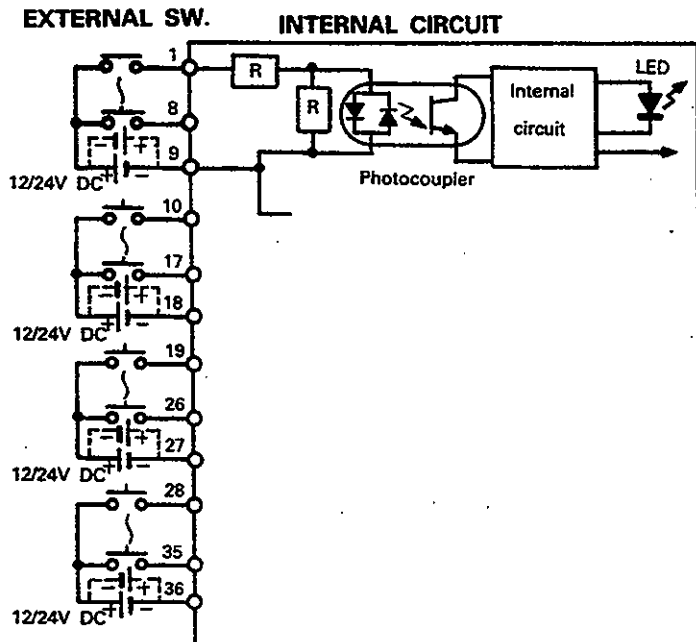 EXTERNAL SW.
INTERNAL CIRCUIT
1
R
R
LED
Internal
circuit
8
- +
9
+ -
12/24V DC
Photocoupler
10
17
- +
18
+ -
12/24V DC
19
26
- +
27
+ -
12/24V DC
28
35
- +
36
+ -
12/24V DC